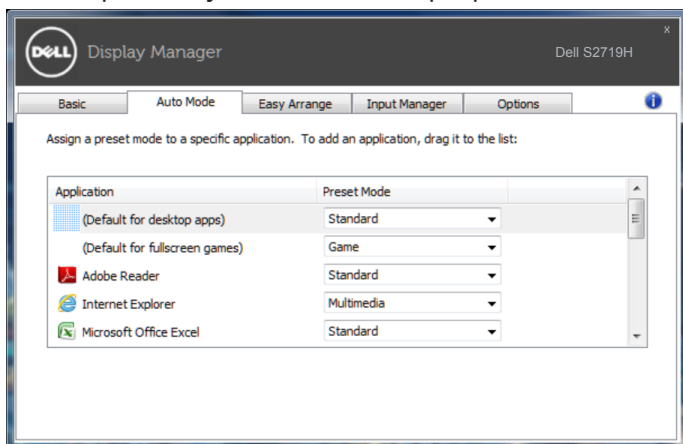 DELL
Display Manager
Dell S2719H
x
Basic
Auto Mode
Easy Arrange
Input Manager
Options
Assign a preset mode to a specific application. To add an application, drag it to the list:
Application
Preset Mode
(Default for desktop apps)
Standard
(Default for fullscreen games)
Game
Adobe Reader
Standard
Internet Explorer
Multimedia
Microsoft Office Excel
Standard